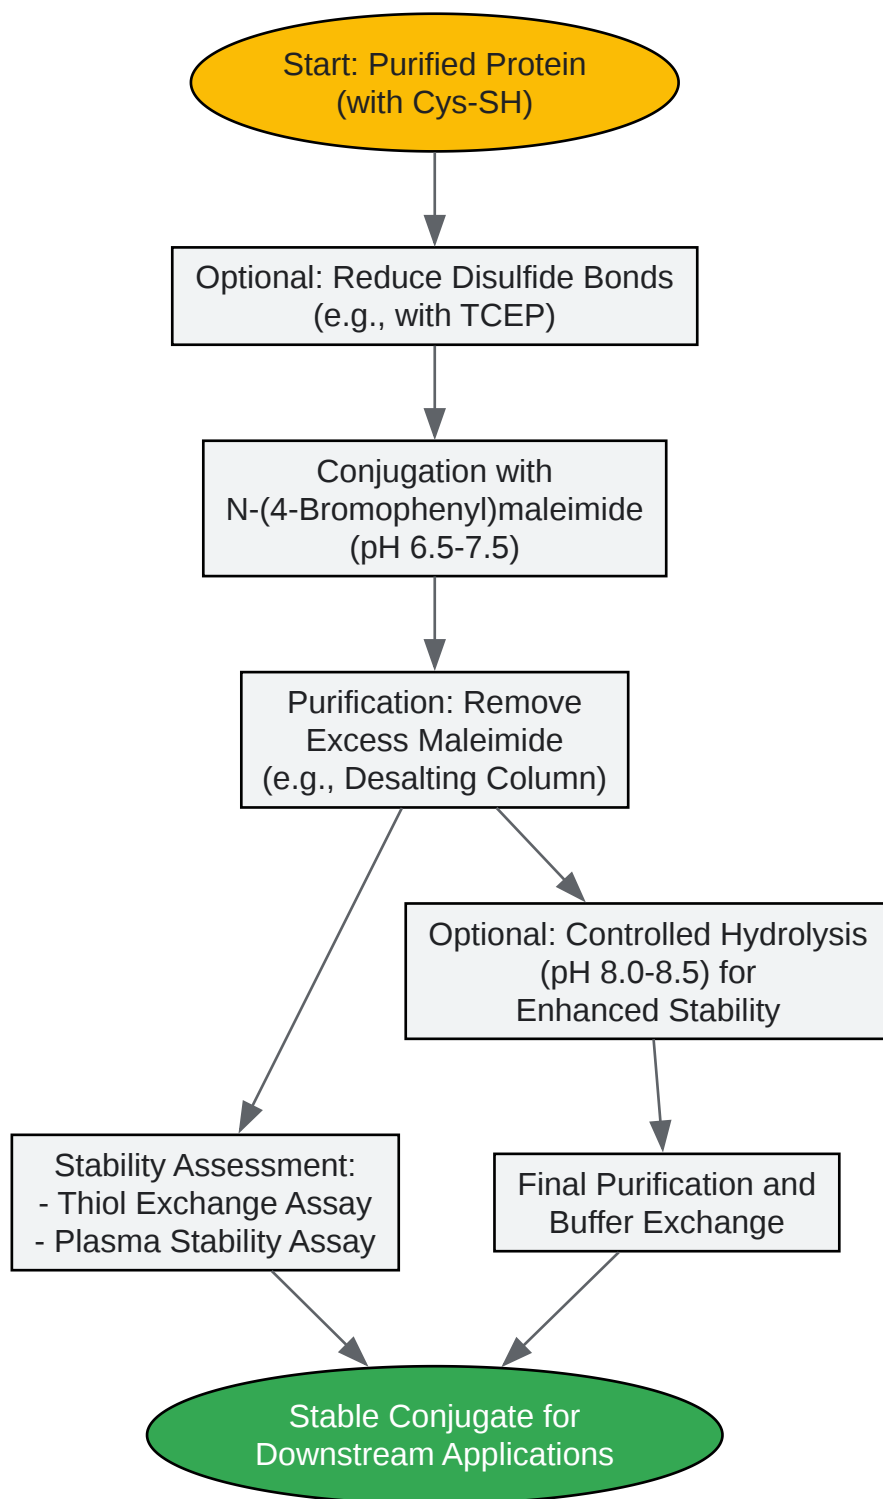 Start: Purified Protein
(with Cys-SH)
Optional: Reduce Disulfide Bonds
(e.g., with TCEP)
Conjugation with
N-(4-Bromophenyl)maleimide
(pH 6.5-7.5)
Purification: Remove
Excess Maleimide
(e.g., Desalting Column)
Optional: Controlled Hydrolysis
(pH 8.0-8.5) for
Enhanced Stability
Stability Assessment:
- Thiol Exchange Assay
- Plasma Stability Assay
Final Purification and
Buffer Exchange
Stable Conjugate for
Downstream Applications